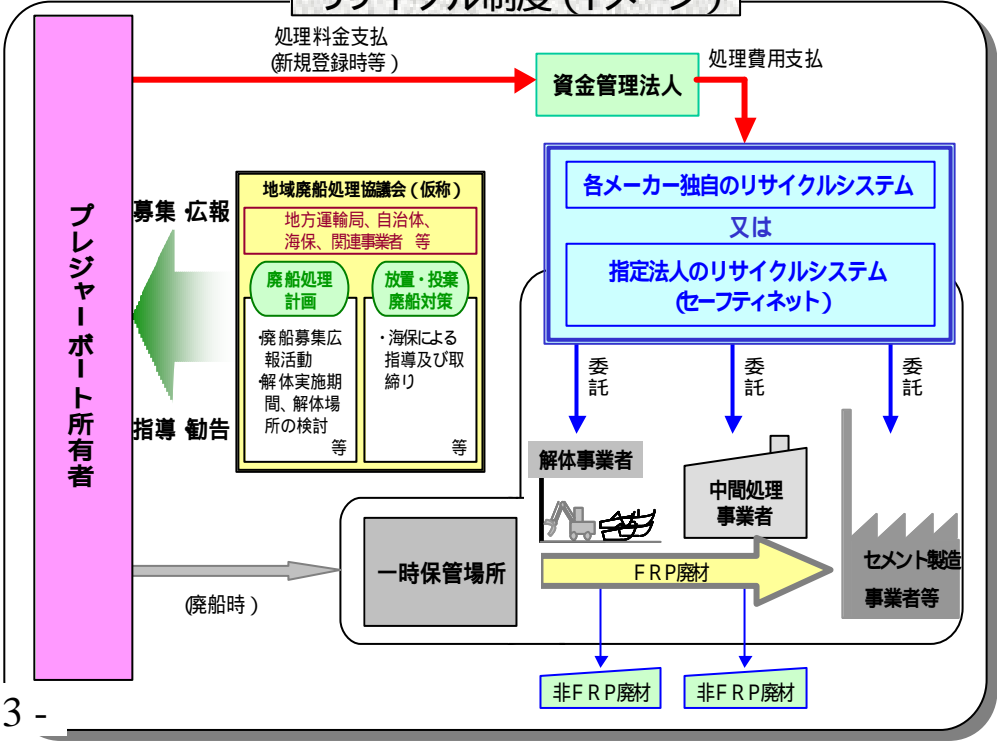 リサイクル制度（イメージ）
処理料金支払
(新規登録時等）
資金管理法人
処理費用支払
プレジャーボート所有者
募集・広報
指導・勧告
地域廃船処理協議会（仮称）
地方運輸局、自治体、
海保、関連事業者　等
廃船処理
計画
・廃船募集広
報活動
・解体実施期
間、解体場
所の検討
等
放置・投棄
廃船対策
・海保による
指導及び取
締り
等
各メーカー独自のリサイクルシステム
又は
指定法人のリサイクルシステム
(セーフティネット）
委託
委託
委託
解体事業者
中間処理
事業者
セメント製造
事業者等
一時保管場所
ＦＲＰ廃材
(廃船時）
非ＦＲＰ廃材
非ＦＲＰ廃材
3 -